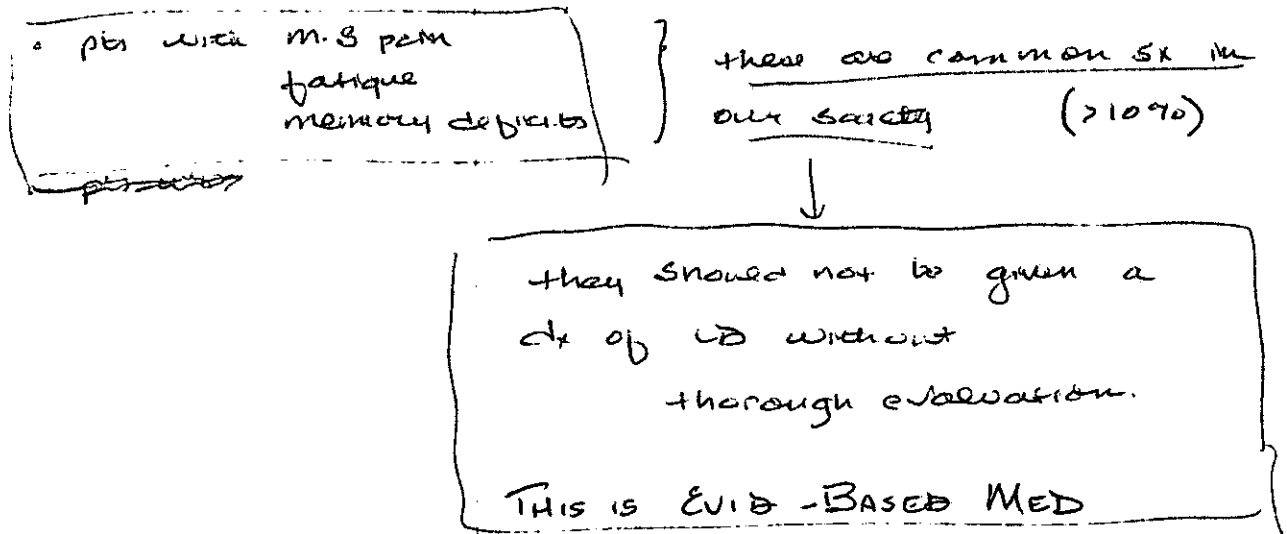 • pts with M.S pain
fatigue
memory deficits
these are common sx in
our society (>10%)
they should not be given a
dx of LD without
thorough evaluation.
THIS IS EVID-BASED MED